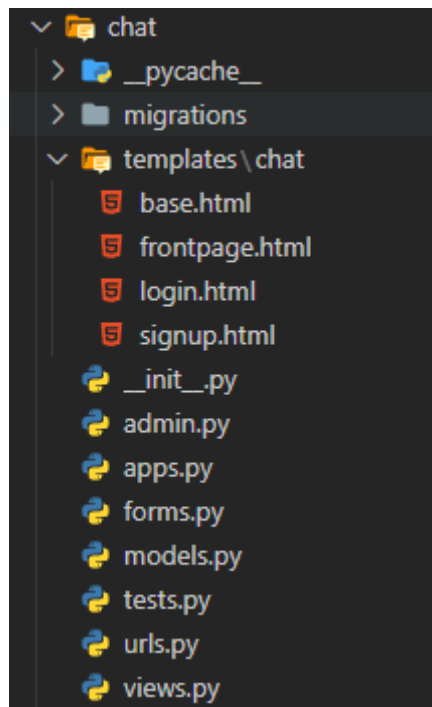 chat
__pycache__
migrations
templates\chat
base.html
frontpage.html
login.html
signup.html
__init__.py
admin.py
apps.py
forms.py
models.py
tests.py
urls.py
views.py